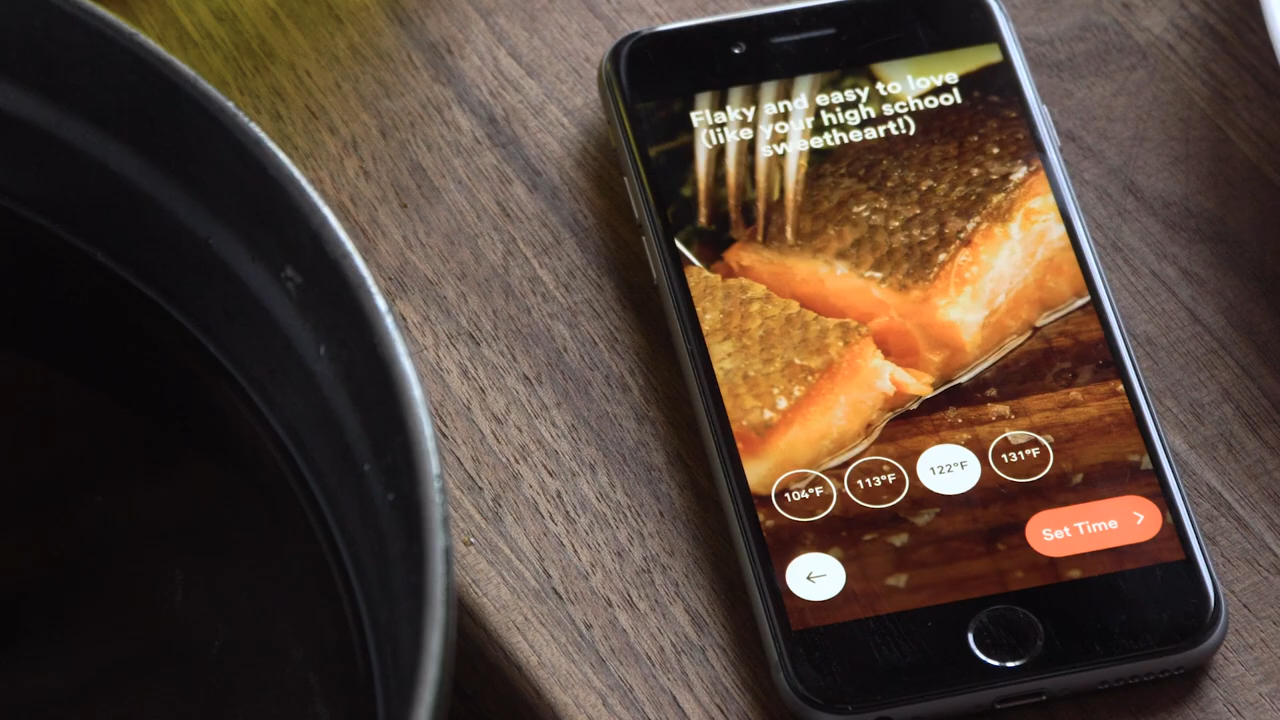 Flaky and easy to love
(like your high school
sweetheart!)
104°F
113°F
122°F
131°F
Set Time